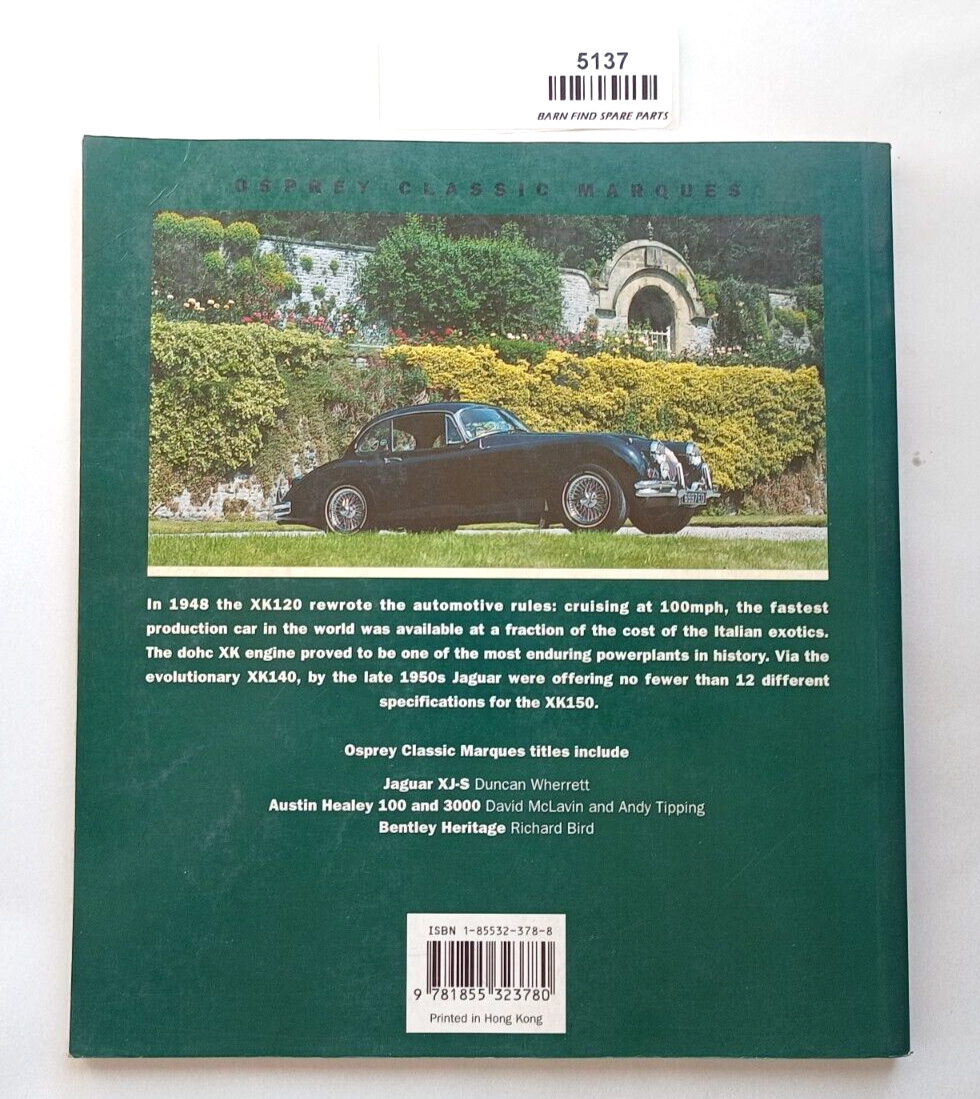 5137
BARN FIND SPARE PARTS
OSPREY CLASSIC MARQUES
In 1948 the XK120 rewrote the automotive rules: cruising at 100mph, the fastest
production car in the world was available at a fraction of the cost of the Italian exotics.
The dohc XK engine proved to be one of the most enduring powerplants in history. Via the
evolutionary XK140, by the late 1950s Jaguar were offering no fewer than 12 different
specifications for the XK150.
Osprey Classic Marques titles include
Jaguar XJ-S Duncan Wherrett
Austin Healey 100 and 3000 David McLavin and Andy Tipping
Bentley Heritage Richard Bird
ISBN 1-85532-378-8
9 781855 323780
Printed in Hong Kong